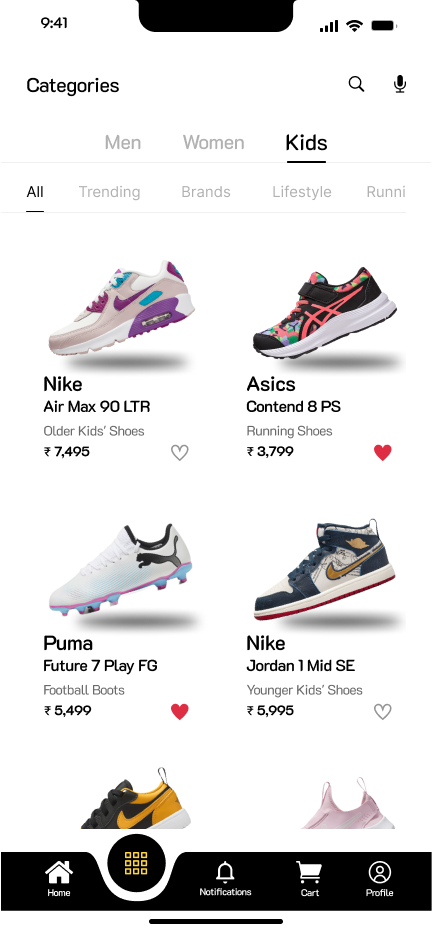 9:41
Categories
Men Women Kids
All Trending Brands Lifestyle Runni
Nike
Air Max 90 LTR
Older Kids' Shoes
₹ 7,495
Asics
Contend 8 PS
Running Shoes
₹ 3,799
Puma
Future 7 Play FG
Football Boots
₹ 5,499
Nike
Jordan 1 Mid SE
Younger Kids' Shoes
₹ 5,995
Home Notifications Cart Profile